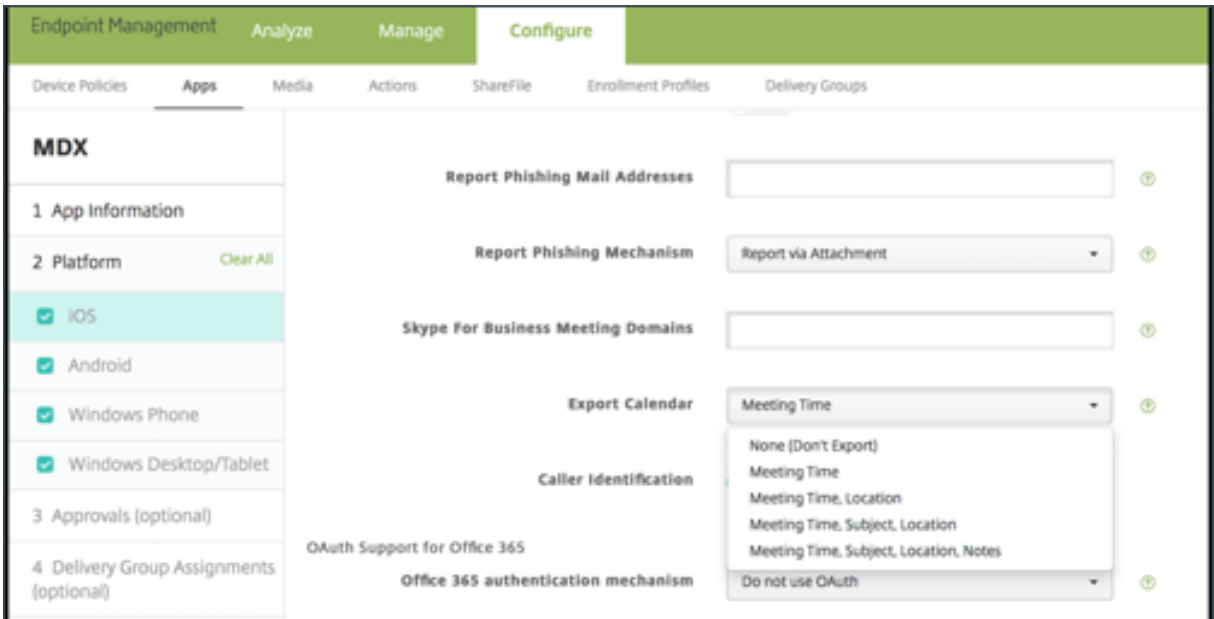 Endpoint Management Analyze Manage Configure
Device Policies Apps Media Actions ShareFile Enrollment Profiles Delivery Groups
MDX
1 App Information
2 Platform Clear All
iOS
Android
Windows Phone
Windows Desktop/Tablet
3 Approvals (optional)
4 Delivery Group Assignments
(optional)
Report Phishing Mail Addresses
Report Phishing Mechanism Report via Attachment
Skype For Business Meeting Domains
Export Calendar Meeting Time
None (Don't Export)
Meeting Time
Meeting Time, Location
Meeting Time, Subject, Location
Meeting Time, Subject, Location, Notes
Caller Identification
OAuth Support for Office 365
Office 365 authentication mechanism Do not use OAuth